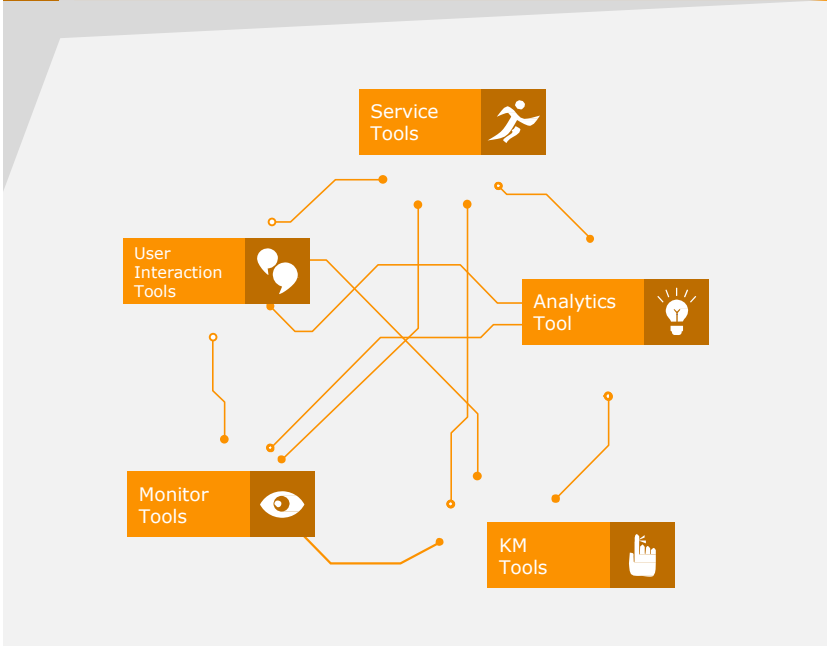 Service
Tools
User
Interaction
Tools
Analytics
Tool
Monitor
Tools
KM
Tools